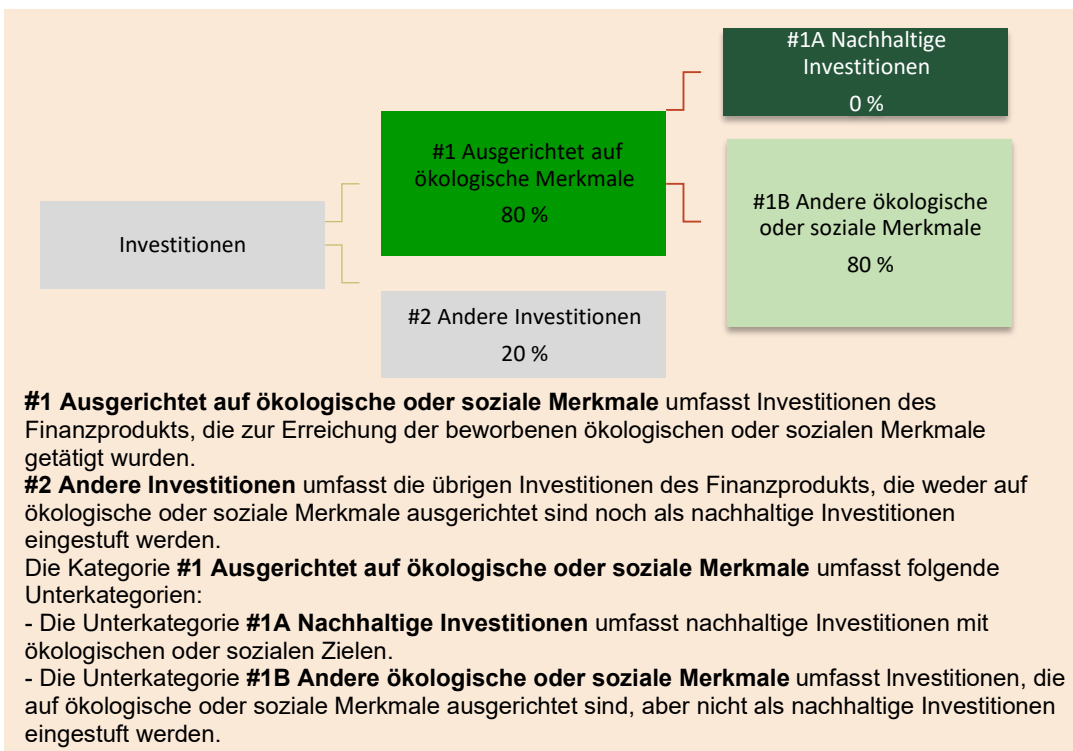 #1A Nachhaltige
Investitionen
0 %
#1 Ausgerichtet auf
ökologische Merkmale
80 %
#1B Andere ökologische
oder soziale Merkmale
80 %
Investitionen
#2 Andere Investitionen
20 %
#1 Ausgerichtet auf ökologische oder soziale Merkmale umfasst Investitionen des
Finanzprodukts, die zur Erreichung der beworbenen ökologischen oder sozialen Merkmale
getätigt wurden.
#2 Andere Investitionen umfasst die übrigen Investitionen des Finanzprodukts, die weder auf
ökologische oder soziale Merkmale ausgerichtet sind noch als nachhaltige Investitionen
eingestuft werden.
Die Kategorie #1 Ausgerichtet auf ökologische oder soziale Merkmale umfasst folgende
Unterkategorien:
- Die Unterkategorie #1A Nachhaltige Investitionen umfasst nachhaltige Investitionen mit
ökologischen oder sozialen Zielen.
- Die Unterkategorie #1B Andere ökologische oder soziale Merkmale umfasst Investitionen, die
auf ökologische oder soziale Merkmale ausgerichtet sind, aber nicht als nachhaltige Investitionen
eingestuft werden.